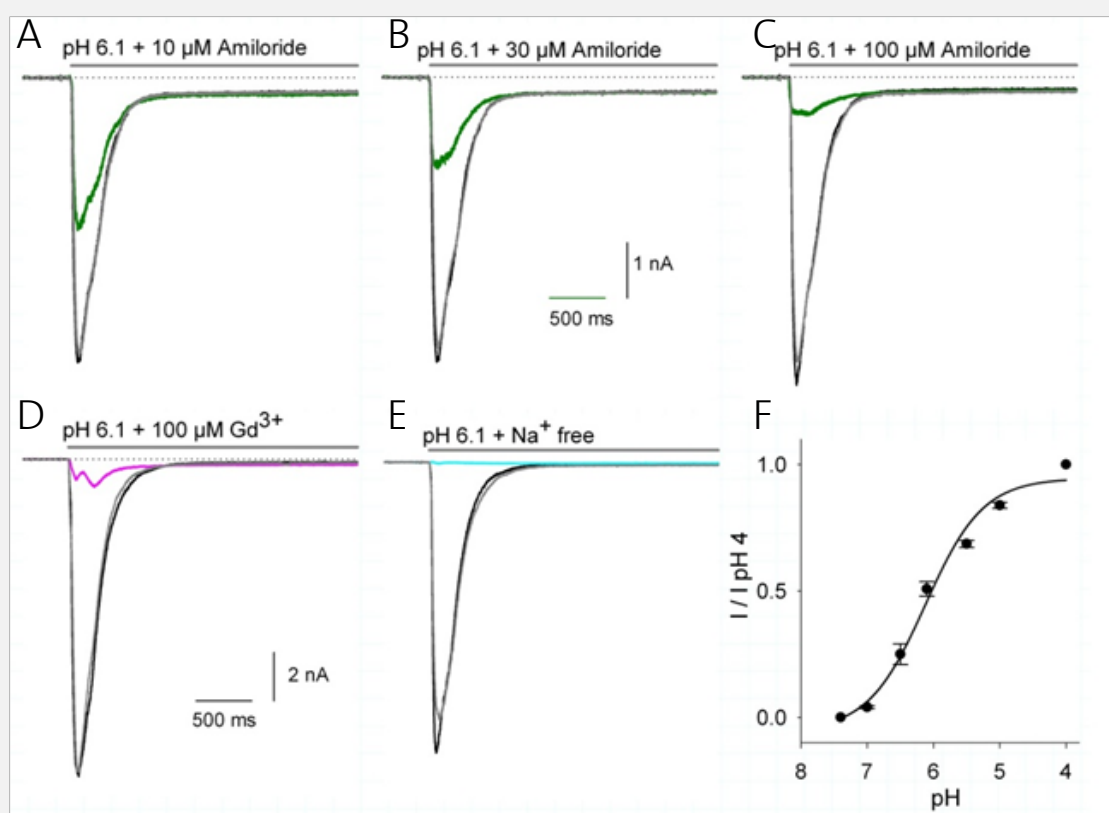 A
pH 6.1 + 10 µM Amiloride
B
pH 6.1 + 30 µM Amiloride
C
pH 6.1 + 100 µM Amiloride
1 nA
500 ms
D
pH 6.1 + 100 µM Gd³⁺
E
pH 6.1 + Na⁺ free
F
2 nA
500 ms
I / I pH 4
1.0
0.5
0.0
8 7 6 5 4
pH